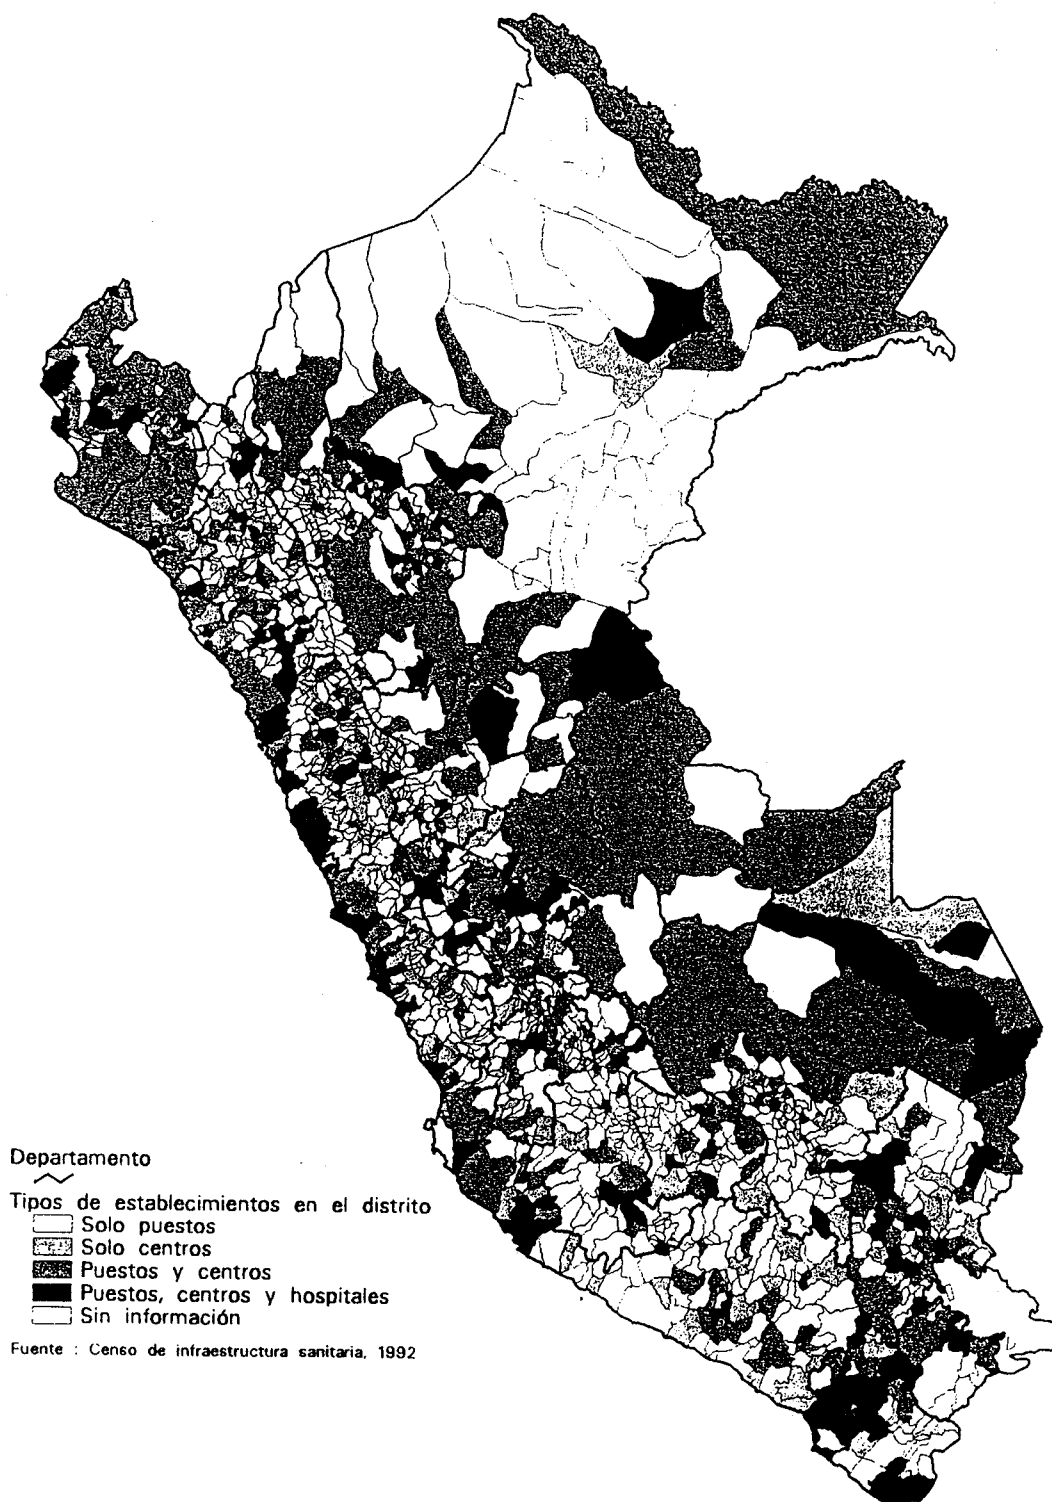 Departamento
Tipos de establecimientos en el distrito
Solo puestos
Solo centros
Puestos y centros
Puestos, centros y hospitales
Sin información
Fuente : Censo de infraestructura sanitaria, 1992